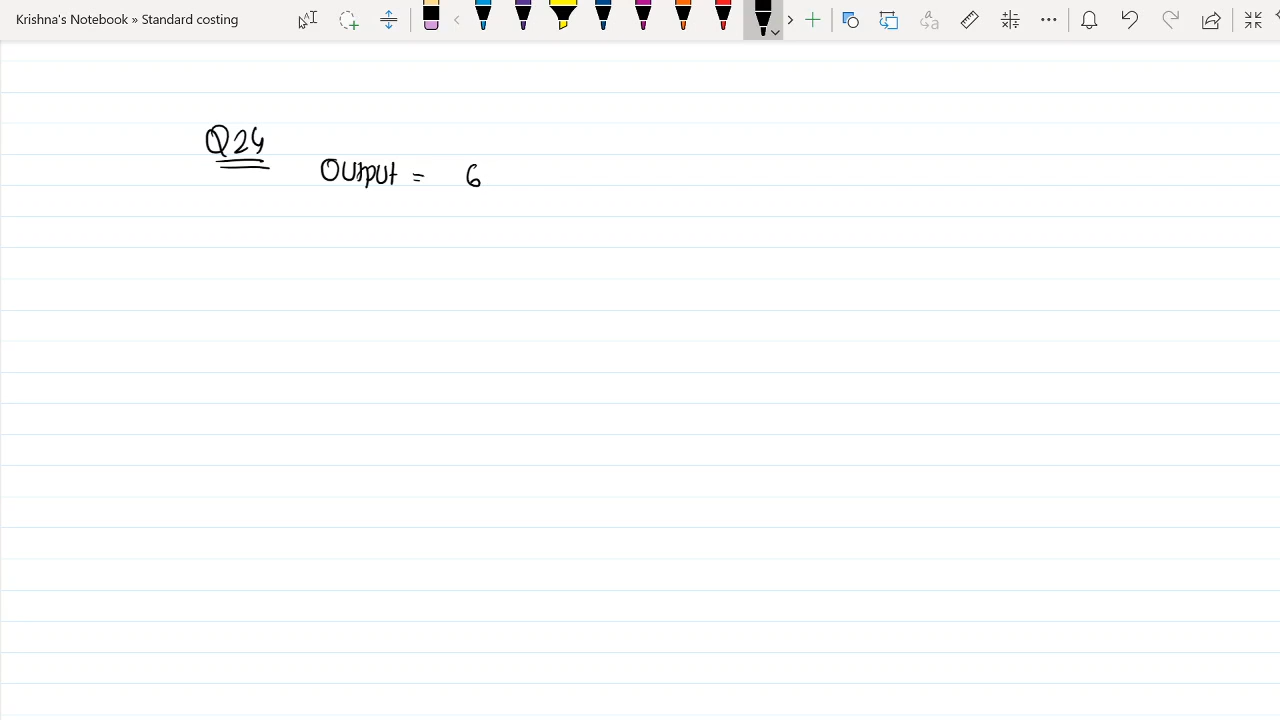 Krishna's Notebook » Standard costing
Q24
Output = 6